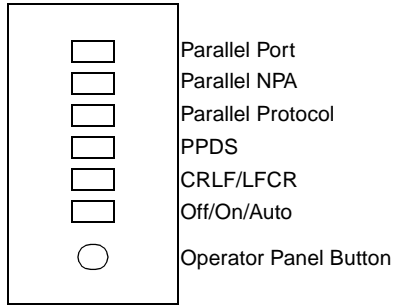 Parallel Port
Parallel NPA
Parallel Protocol
PPDS
CRLF/LFCR
Off/On/Auto
Operator Panel Button